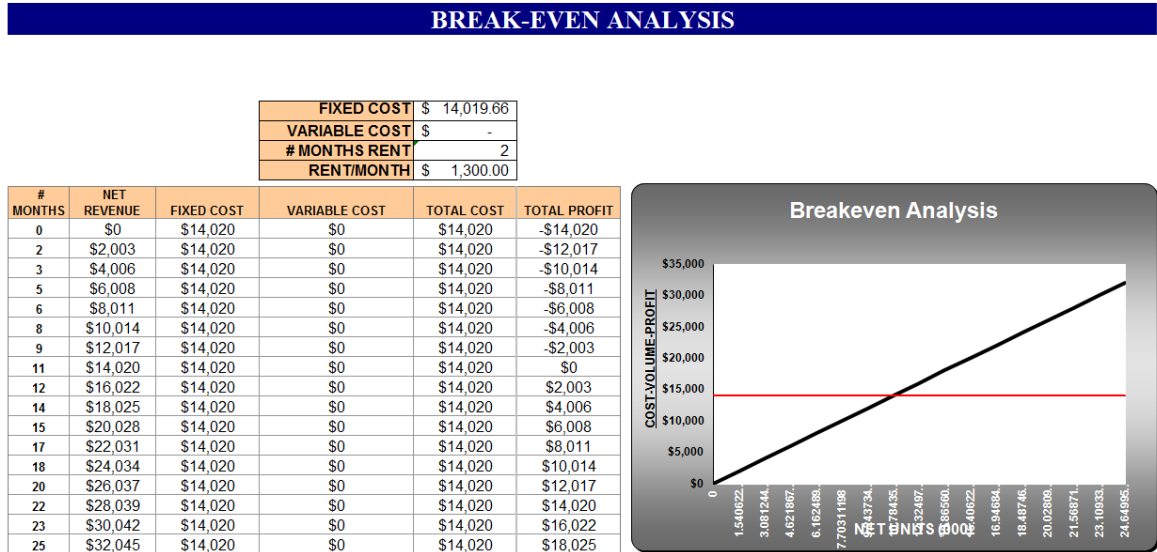 BREAK-EVEN ANALYSIS
FIXED COST $ 14,019.66
VARIABLE COST $ -
# MONTHS RENT 2
RENT/MONTH $ 1,300.00
# MONTHS NET REVENUE FIXED COST VARIABLE COST TOTAL COST TOTAL PROFIT
0 $0 $14,020 $0 $14,020 -$14,020
2 $2,003 $14,020 $0 $14,020 -$12,017
3 $4,006 $14,020 $0 $14,020 -$10,014
5 $6,008 $14,020 $0 $14,020 -$8,011
6 $8,011 $14,020 $0 $14,020 -$6,008
8 $10,014 $14,020 $0 $14,020 -$4,006
9 $12,017 $14,020 $0 $14,020 -$2,003
11 $14,020 $14,020 $0 $14,020 $0
12 $16,022 $14,020 $0 $14,020 $2,003
14 $18,025 $14,020 $0 $14,020 $4,006
15 $20,028 $14,020 $0 $14,020 $6,008
17 $22,031 $14,020 $0 $14,020 $8,011
18 $24,034 $14,020 $0 $14,020 $10,014
20 $26,037 $14,020 $0 $14,020 $12,017
22 $28,039 $14,020 $0 $14,020 $14,020
23 $30,042 $14,020 $0 $14,020 $16,022
25 $32,045 $14,020 $0 $14,020 $18,025
Breakeven Analysis
COST-VOLUME-PROFIT
$35,000
$30,000
$25,000
$20,000
$15,000
$10,000
$5,000
$0
0
1.540622..
3.081244..
4.621867..
6.162489..
7.70311198
16.94684..
18.48746..
20.02809..
21.56871..
23.10933..
24.64995..
NET UNITS (000)